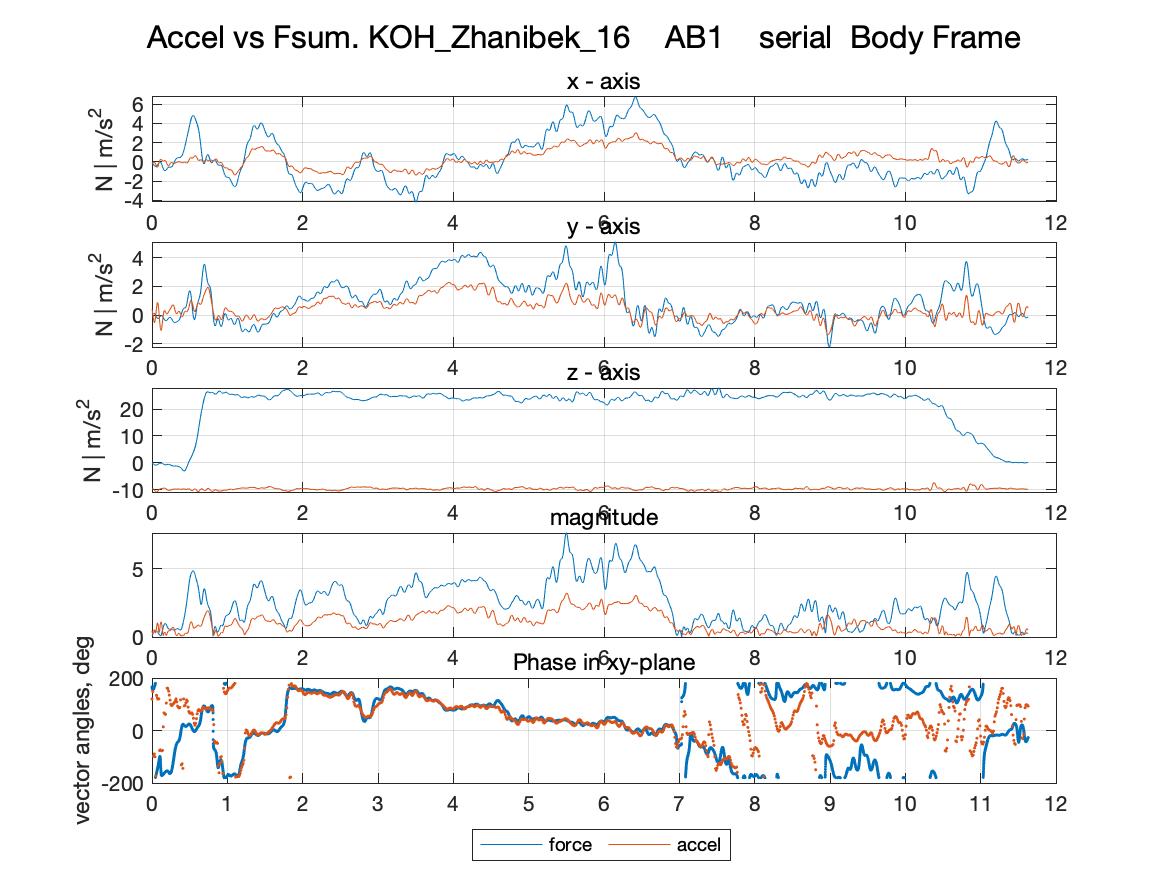 Accel vs Fsum. KOH_Zhanibek_16 AB1 serial Body Frame
x - axis
N | m/s2
6
4
2
0
-2
-4
0 2 4 6 8 10 12
y - axis
N | m/s2
4
2
0
-2
0 2 4 6 8 10 12
z - axis
N | m/s2
20
10
0
-10
0 2 4 6 8 10 12
magnitude
5
0
0 2 4 6 8 10 12
Phase in xy-plane
vector angles, deg
200
0
-200
0 1 2 3 4 5 6 7 8 9 10 11 12
force accel